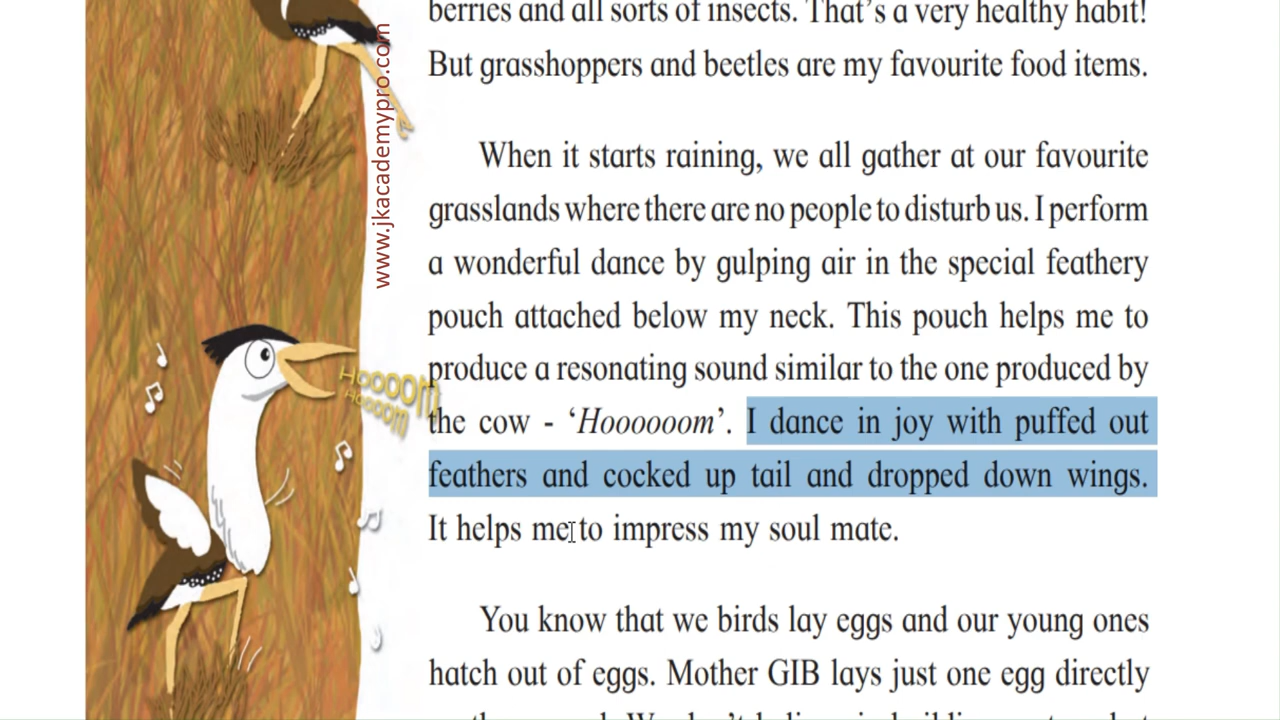 berries and all sorts of insects. That's a very healthy habit!
But grasshoppers and beetles are my favourite food items.
When it starts raining, we all gather at our favourite
grasslands where there are no people to disturb us. I perform
a wonderful dance by gulping air in the special feathery
pouch attached below my neck. This pouch helps me to
produce a resonating sound similar to the one produced by
the cow - ‘Hoooooom’. I dance in joy with puffed out
feathers and cocked up tail and dropped down wings.
It helps me to impress my soul mate.
You know that we birds lay eggs and our young ones
hatch out of eggs. Mother GIB lays just one egg directly
www.jkacademypro.com
HOOOOM
HOOOOM